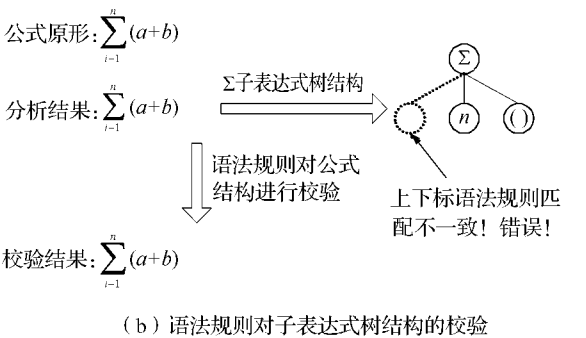 公式原形: n ∑ i−1 (a+b)
分析结果: n ∑ i−1 (a+b)
∑子表达式树结构
∑
n
( )
语法规则对公式
结构进行校验
上下标语法规则匹
配不一致！错误！
校验结果: n ∑ i−1 (a+b)
（b）语法规则对子表达式树结构的校验